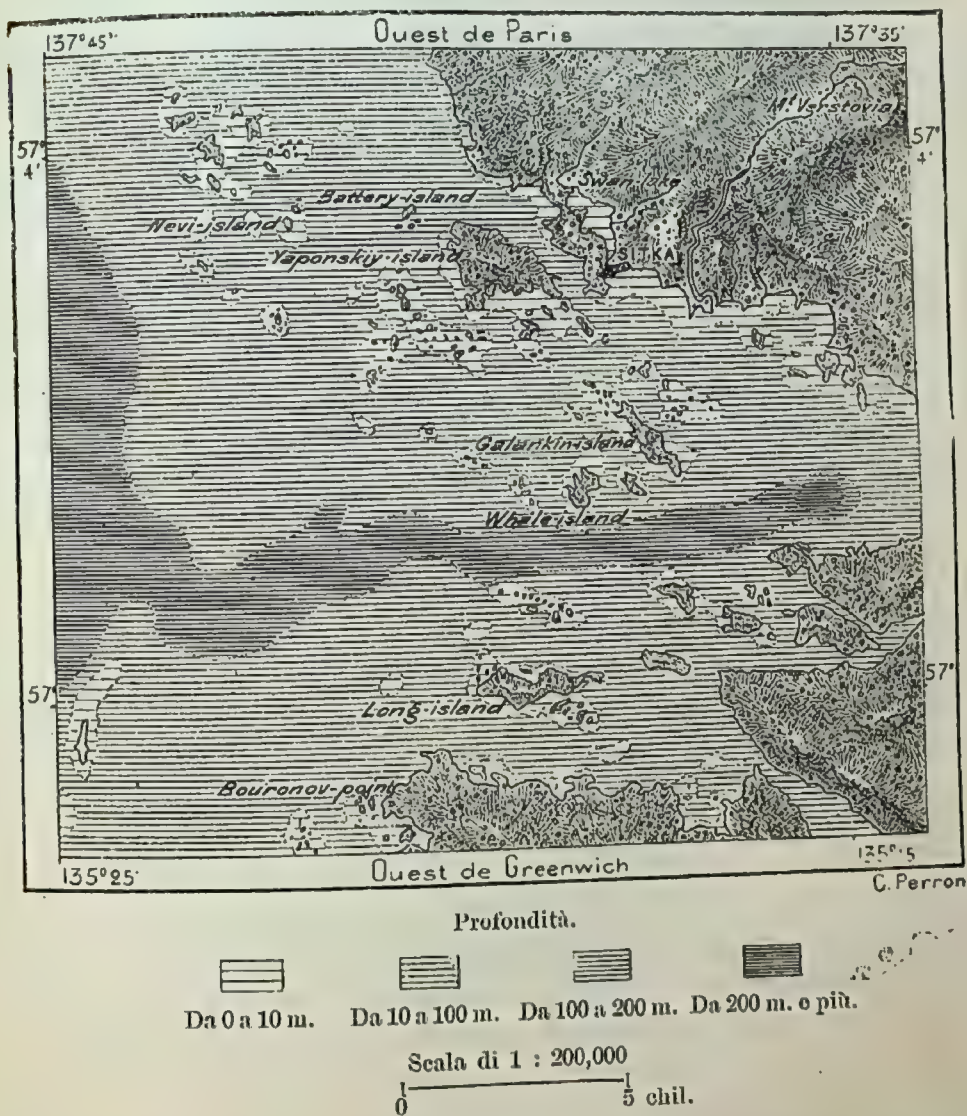 137°45' Ouest de Paris 137°35'
Mt Verstovia
57° 4' 57° 4'
Swan Lake
Battery-island
Nevi-island
Yaponskiy-island
SITKA
Galankin-island
Whale-island
57° 57°
Long-island
Bouronov-point
135°25' Ouest de Greenwich 135°15
C. Perron
Profondità.
Da 0 a 10 m. Da 10 a 100 m. Da 100 a 200 m. Da 200 m. e più.
Scala di 1 : 200,000
0 5 chil.